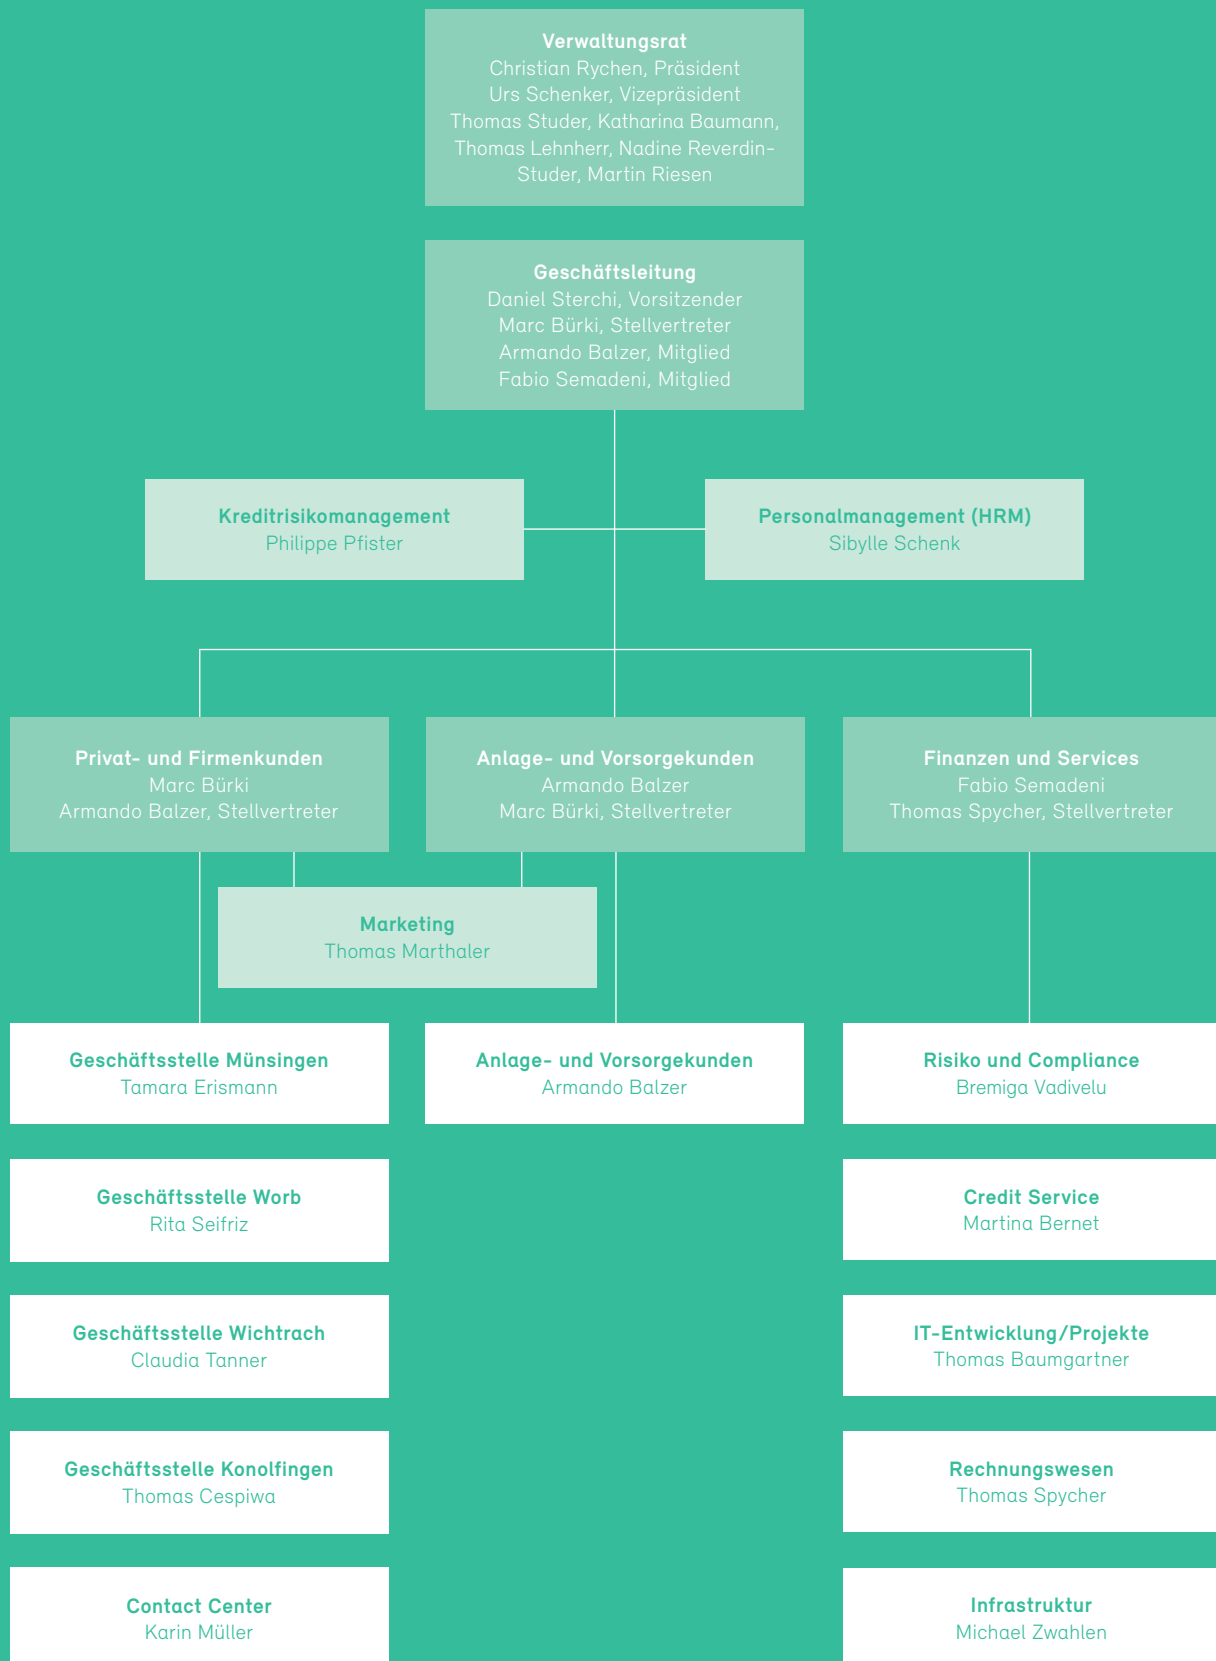 Verwaltungsrat
Christian Rychen, Präsident
Urs Schenker, Vizepräsident
Thomas Studer, Katharina Baumann,
Thomas Lehnherr, Nadine Reverdin-
Studer, Martin Riesen
Geschäftsleitung
Daniel Sterchi, Vorsitzender
Marc Bürki, Stellvertreter
Armando Balzer, Mitglied
Fabio Semadeni, Mitglied
Kreditrisikomanagement
Philippe Pfister
Personalmanagement (HRM)
Sibylle Schenk
Privat- und Firmenkunden
Marc Bürki
Armando Balzer, Stellvertreter
Anlage- und Vorsorgekunden
Armando Balzer
Marc Bürki, Stellvertreter
Finanzen und Services
Fabio Semadeni
Thomas Spycher, Stellvertreter
Marketing
Thomas Marthaler
Geschäftsstelle Münsingen
Tamara Erismann
Anlage- und Vorsorgekunden
Armando Balzer
Risiko und Compliance
Bremiga Vadivelu
Geschäftsstelle Worb
Rita Seifriz
Credit Service
Martina Bernet
Geschäftsstelle Wichtrach
Claudia Tanner
IT-Entwicklung/Projekte
Thomas Baumgartner
Geschäftsstelle Konolfingen
Thomas Cespiwa
Rechnungswesen
Thomas Spycher
Contact Center
Karin Müller
Infrastruktur
Michael Zwahlen